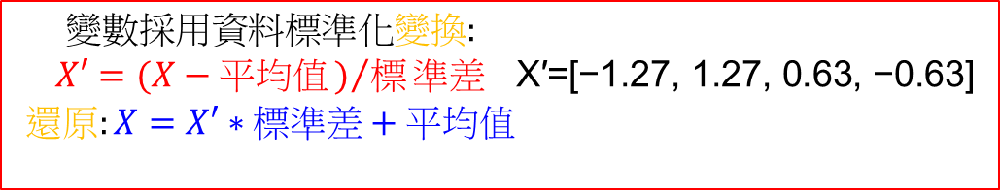 變數採用資料標準化變換:
X′ = (X − 平均值)/標準差 X′=[−1.27, 1.27, 0.63, −0.63]
還原: X = X′ * 標準差 + 平均值